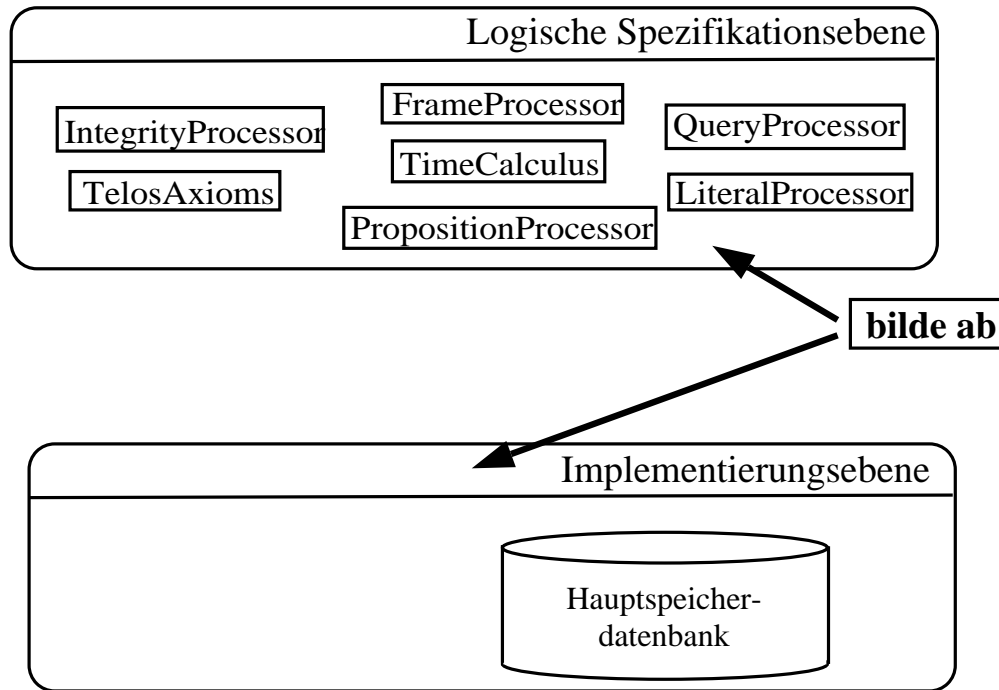 Logische Spezifikationsebene
FrameProcessor
IntegrityProcessor
QueryProcessor
TimeCalculus
TelosAxioms
LiteralProcessor
PropositionProcessor
bilde ab
Implementierungsebene
Hauptspeicher-
datenbank